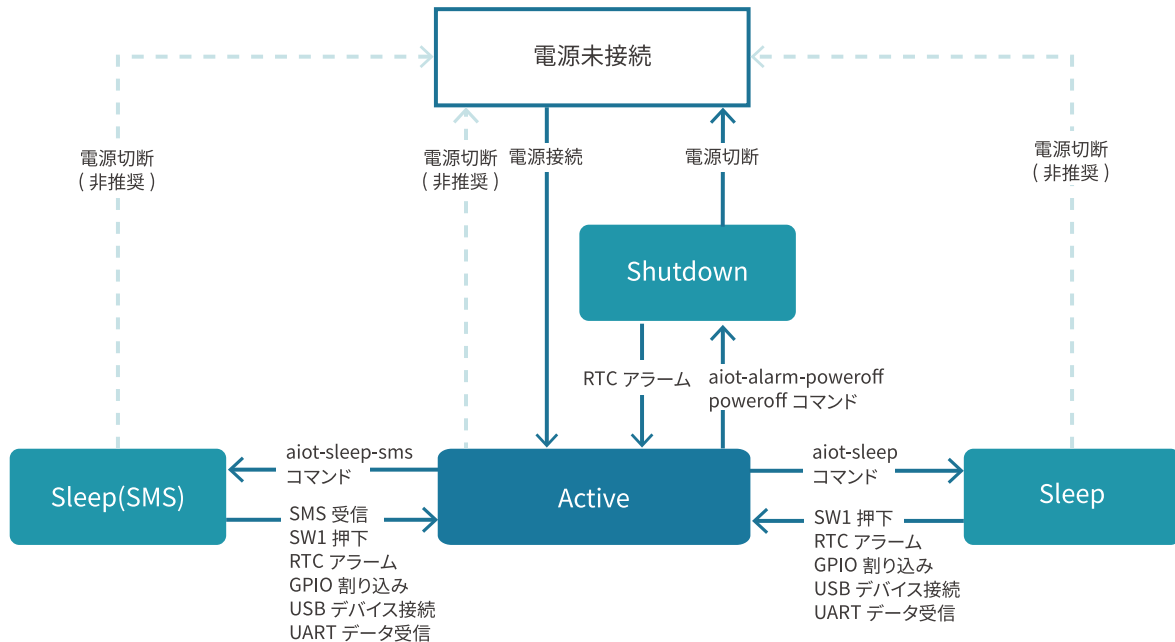 電源未接続
電源切断
( 非推奨 )
電源切断
( 非推奨 )
電源接続
電源切断
電源切断
( 非推奨 )
Shutdown
RTC アラーム
aiot-alarm-poweroff
poweroff コマンド
Sleep(SMS)
aiot-sleep-sms
コマンド
SMS 受信
SW1 押下
RTC アラーム
GPIO 割り込み
USB デバイス接続
UART データ受信
Active
aiot-sleep
コマンド
SW1 押下
RTC アラーム
GPIO 割り込み
USB デバイス接続
UART データ受信
Sleep